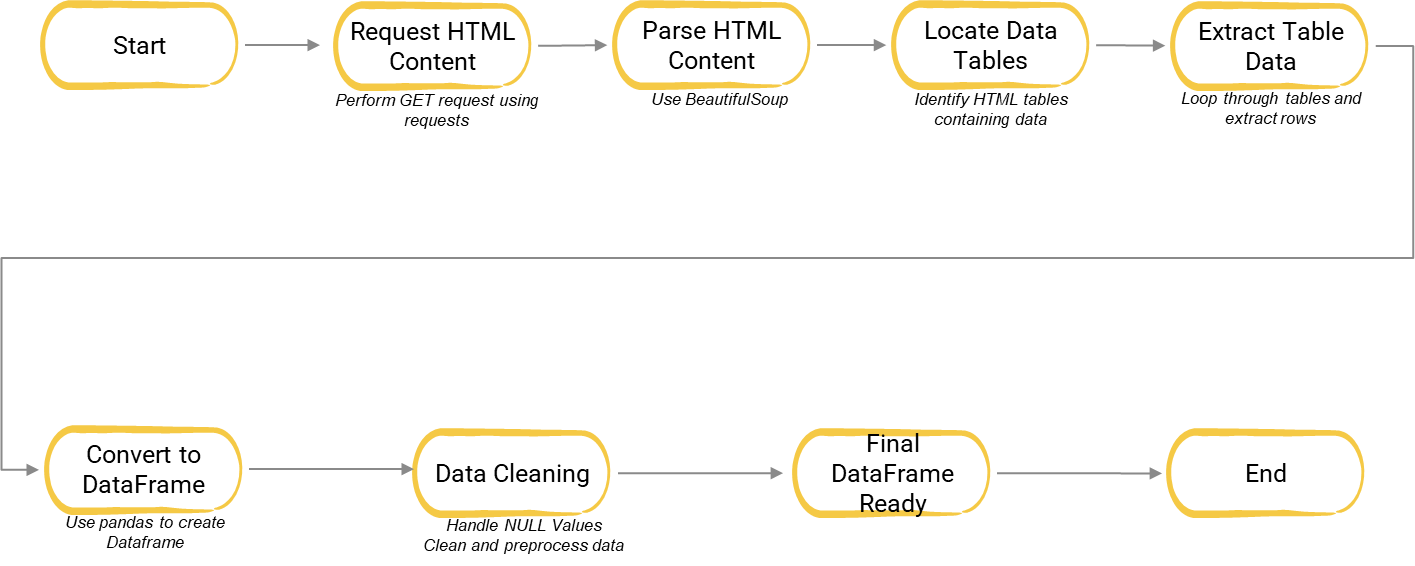 Start
Request HTML
Content
Perform GET request using
requests
Parse HTML
Content
Use BeautifulSoup
Locate Data
Tables
Identify HTML tables
containing data
Extract Table
Data
Loop through tables and
extract rows
Convert to
DataFrame
Use pandas to create
Dataframe
Data Cleaning
Handle NULL Values
Clean and preprocess data
Final
DataFrame
Ready
End